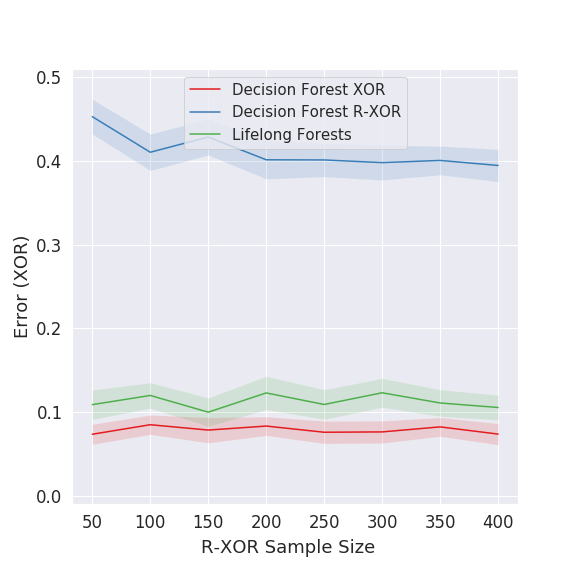 Decision Forest XOR
Decision Forest R-XOR
Lifelong Forests
0.5
0.4
0.3
0.2
0.1
0.0
Error (XOR)
50 100 150 200 250 300 350 400
R-XOR Sample Size